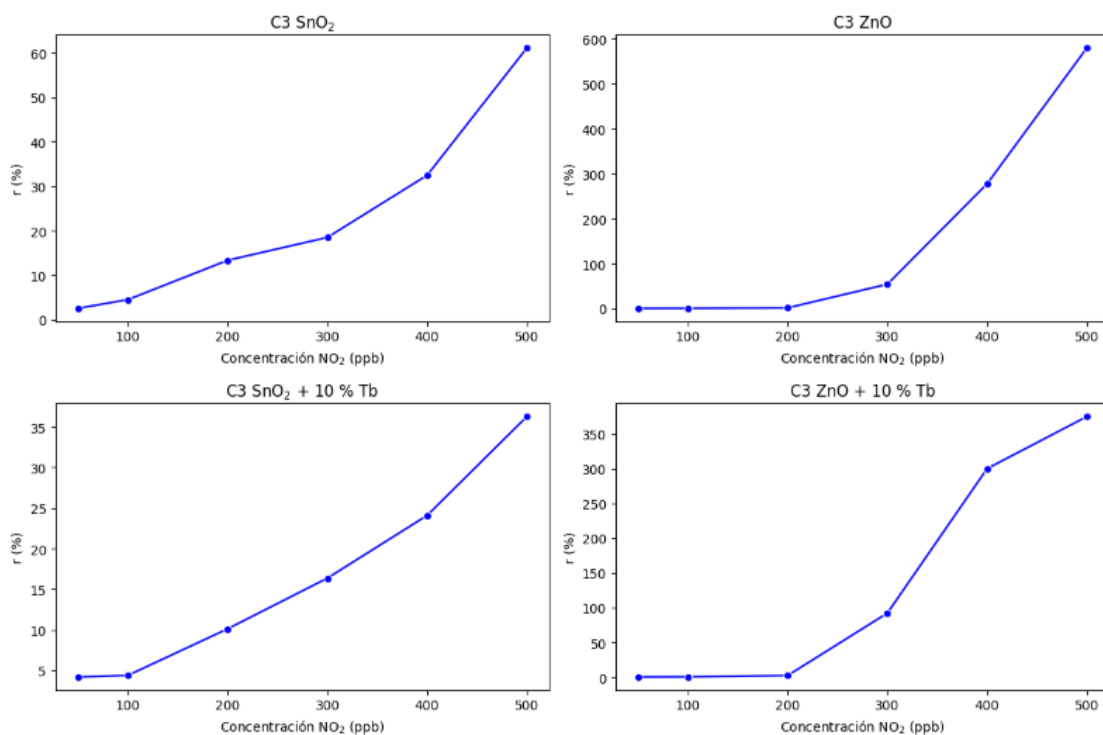 C3 SnO₂
60
50
40
30
20
10
0
r (%)
100 200 300 400 500
Concentración NO₂ (ppb)
C3 ZnO
600
500
400
300
200
100
0
r (%)
100 200 300 400 500
Concentración NO₂ (ppb)
C3 SnO₂ + 10 % Tb
35
30
25
20
15
10
5
r (%)
100 200 300 400 500
Concentración NO₂ (ppb)
C3 ZnO + 10 % Tb
350
300
250
200
150
100
50
0
r (%)
100 200 300 400 500
Concentración NO₂ (ppb)